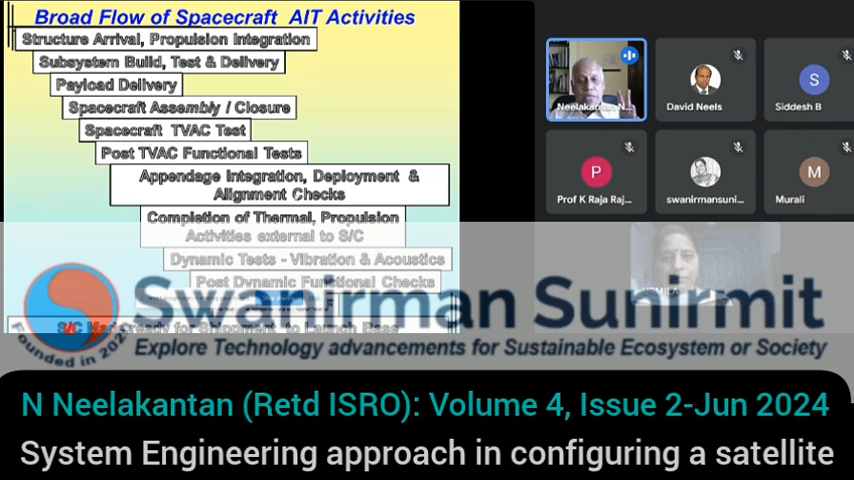 Broad Flow of Spacecraft AIT Activities
Structure Arrival, Propulsion Integration
Subsystem Build, Test & Delivery
Payload Delivery
Spacecraft Assembly / Closure
Spacecraft TVAC Test
Post TVAC Functional Tests
Appendage Integration, Deployment &
Alignment Checks
Completion of Thermal, Propulsion
Activities external to S/C
Dynamic Tests - Vibration & Acoustics
Post Dynamic Functional Checks
S/C Made ready for Shipment to Launch Base
Neelakantan N...
David Neels
S
Siddesh B
P
Prof K Raja Raj...
swanirmansuni...
M
Murali
Swanirman Sunirmit
Founded in
Explore Technology advancements for Sustainable Ecosystem or Society
N Neelakantan (Retd ISRO): Volume 4, Issue 2-Jun 2024
System Engineering approach in configuring a satellite